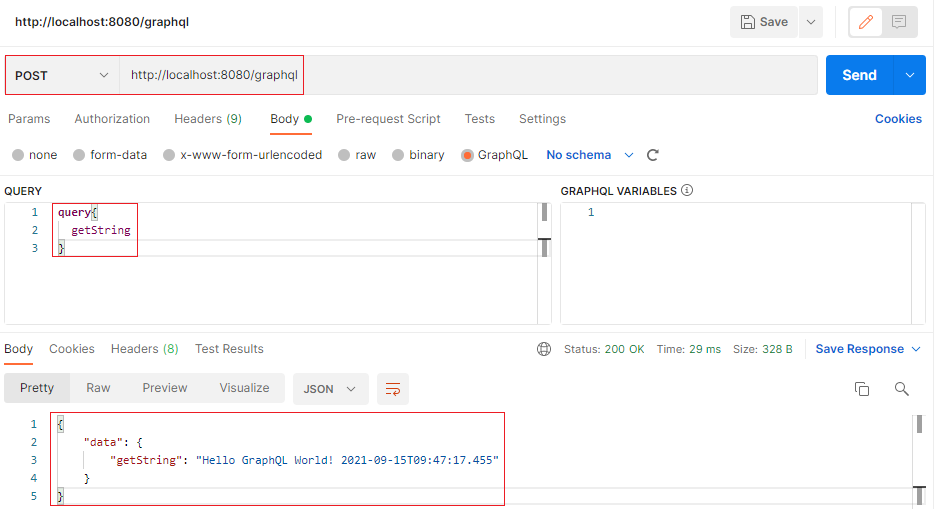 http://localhost:8080/graphql
Save
POST
http://localhost:8080/graphql
Send
Params Authorization Headers (9) Body Pre-request Script Tests Settings Cookies
none form-data x-www-form-urlencoded raw binary GraphQL No schema
QUERY
1 query{
2 getString
3 }
GRAPHQL VARIABLES
1
Body Cookies Headers (8) Test Results Status: 200 OK Time: 29 ms Size: 328 B Save Response
Pretty Raw Preview Visualize JSON
1 {
2 "data": {
3 "getString": "Hello GraphQL World! 2021-09-15T09:47:17.455"
4 }
5 }